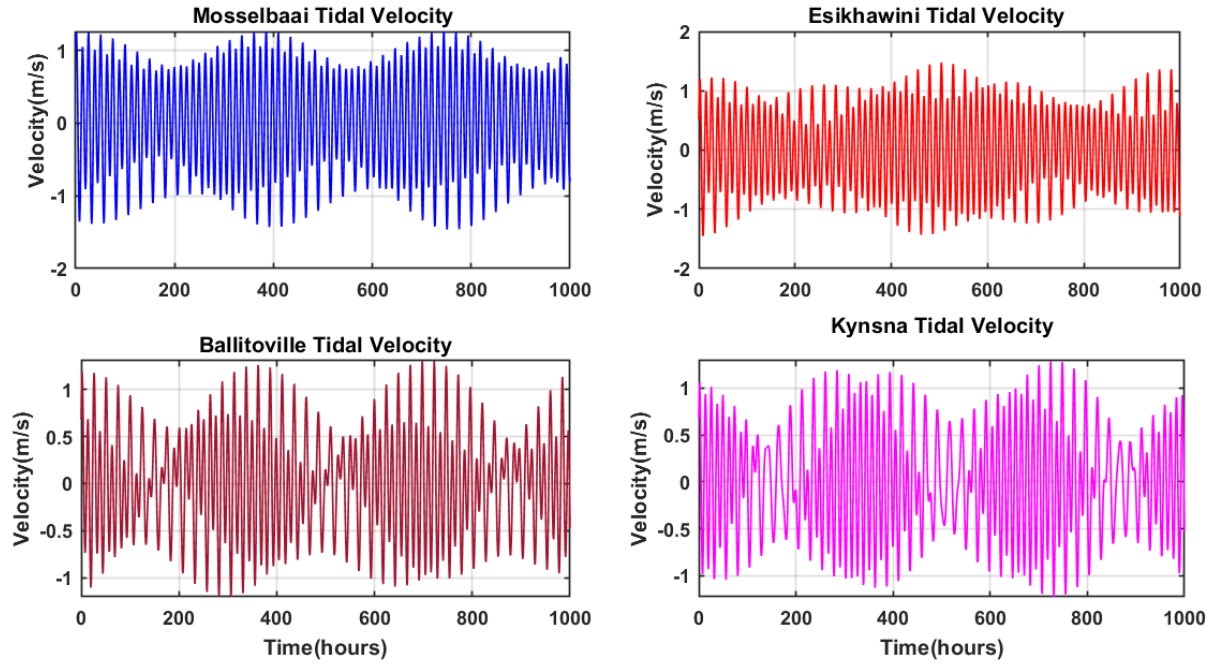 Mosselbaai Tidal Velocity
Velocity(m/s)
1
0
-1
-2
0 200 400 600 800 1000
Esikhawini Tidal Velocity
Velocity(m/s)
2
1
0
-1
-2
0 200 400 600 800 1000
Ballitoville Tidal Velocity
Velocity(m/s)
1
0.5
0
-0.5
-1
0 200 400 600 800 1000
Time(hours)
Kynsna Tidal Velocity
Velocity(m/s)
1
0.5
0
-0.5
-1
0 200 400 600 800 1000
Time(hours)